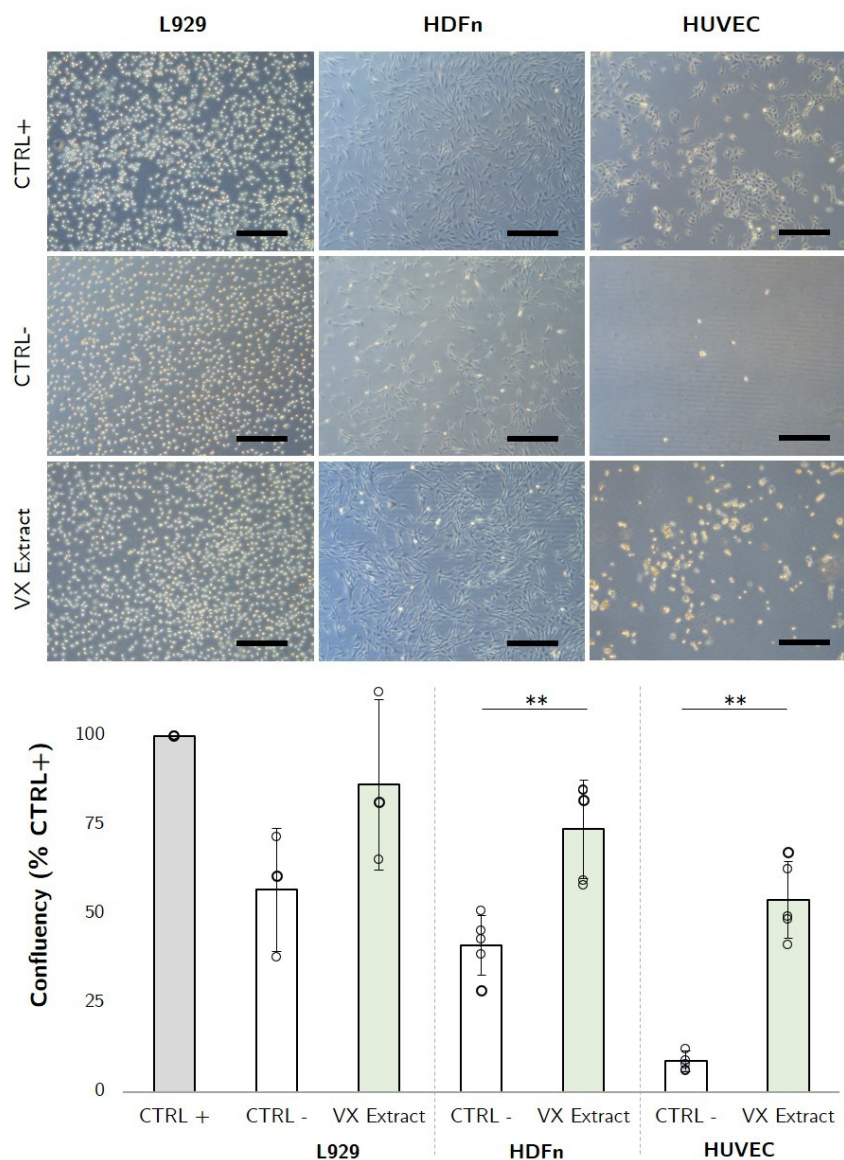 L929 HDFn HUVEC
CTRL+
CTRL-
VX Extract
** **
100
75
50
25
0
Confluency (% CTRL+)
CTRL + CTRL - VX Extract CTRL - VX Extract CTRL - VX Extract
L929 HDFn HUVEC